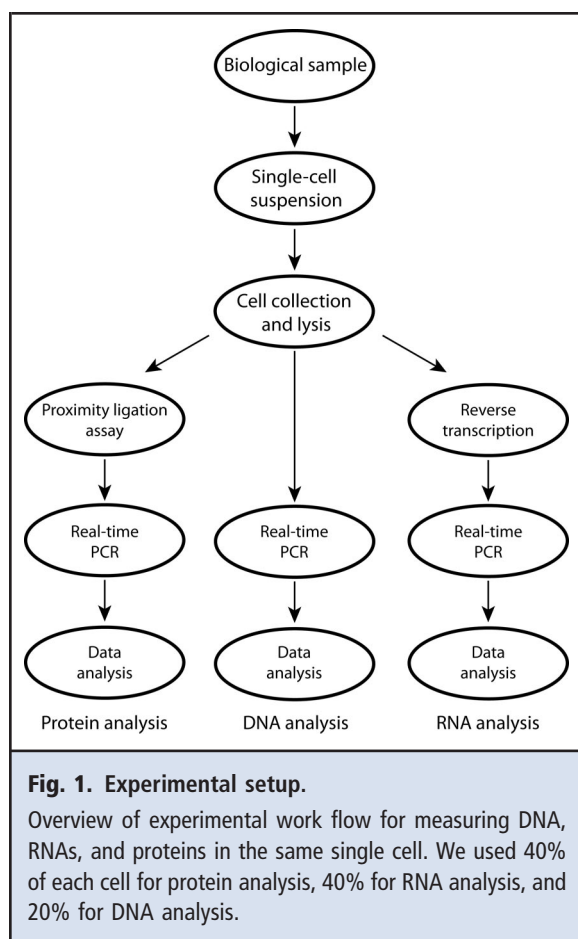 Biological sample
Single-cell
suspension
Cell collection
and lysis
Proximity ligation
assay
Reverse
transcription
Real-time
PCR
Real-time
PCR
Real-time
PCR
Data
analysis
Data
analysis
Data
analysis
Protein analysis
DNA analysis
RNA analysis
Fig. 1. Experimental setup.
Overview of experimental work flow for measuring DNA,
RNAs, and proteins in the same single cell. We used 40%
of each cell for protein analysis, 40% for RNA analysis, and
20% for DNA analysis.